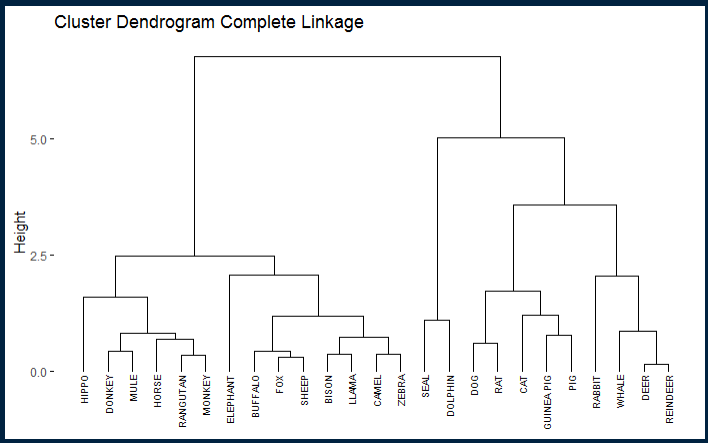 Cluster Dendrogram Complete Linkage
Height
5.0
2.5
0.0
HIPPO
DONKEY
MULE
HORSE
RANGUTAN
MONKEY
ELEPHANT
BUFFALO
FOX
SHEEP
BISON
LLAMA
CAMEL
ZEBRA
SEAL
DOLPHIN
DOG
RAT
CAT
GUINEA PIG
PIG
RABBIT
WHALE
DEER
REINDEER